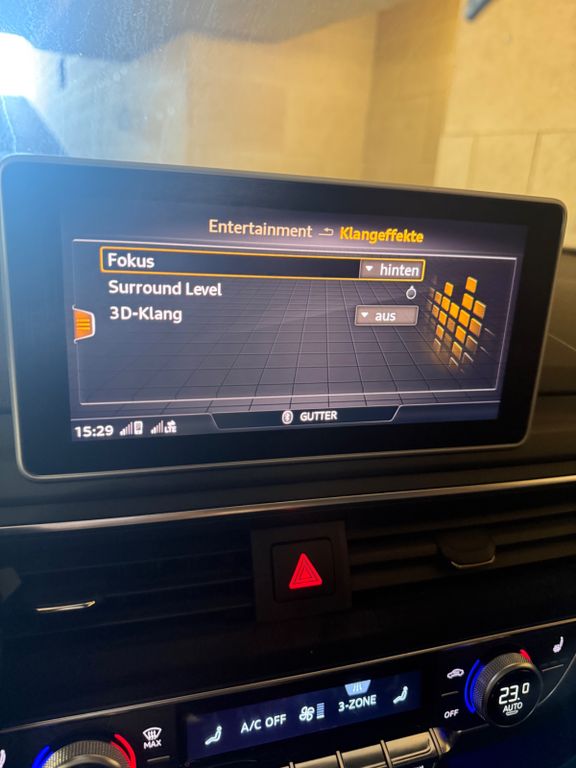 Entertainment Klangeffekte
Fokus hinten
Surround Level
3D-Klang aus
15:29 LTE GUTTER
MAX A/C OFF 3-ZONE OFF 23.0 AUTO